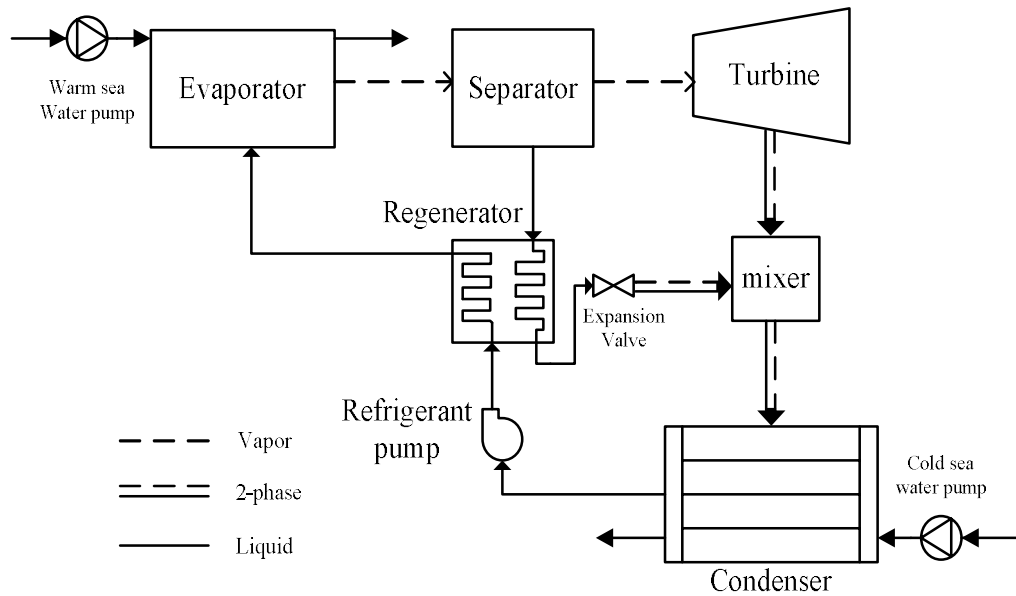 Warm sea
Water pump
Evaporator
Separator
Turbine
Regenerator
Expansion
Valve
mixer
Refrigerant
pump
Vapor
2-phase
Liquid
Cold sea
water pump
Condenser